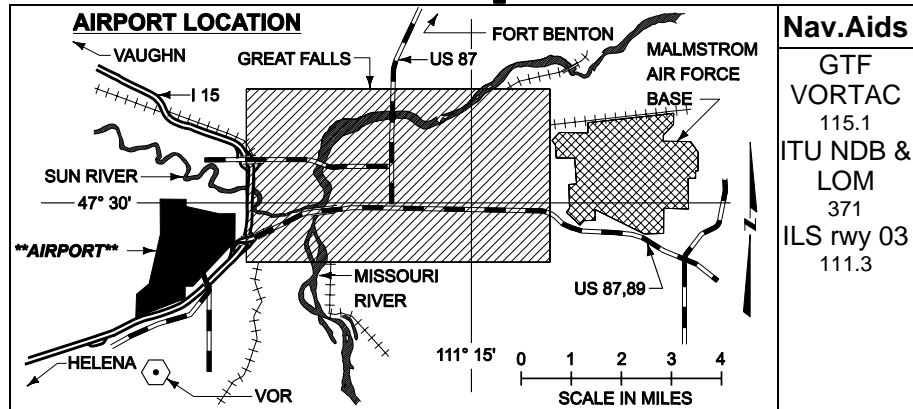 AIRPORT LOCATION
VAUGHN
FORT BENTON
GREAT FALLS
US 87
MALMSTROM
AIR FORCE
BASE
I 15
SUN RIVER
47° 30'
N
**AIRPORT**
MISSOURI
RIVER
US 87,89
111° 15'
0 1 2 3 4
HELENA
VOR
SCALE IN MILES
Nav.Aids
GTF
VORTAC
115.1
ITU NDB &
LOM
371
ILS rwy 03
111.3